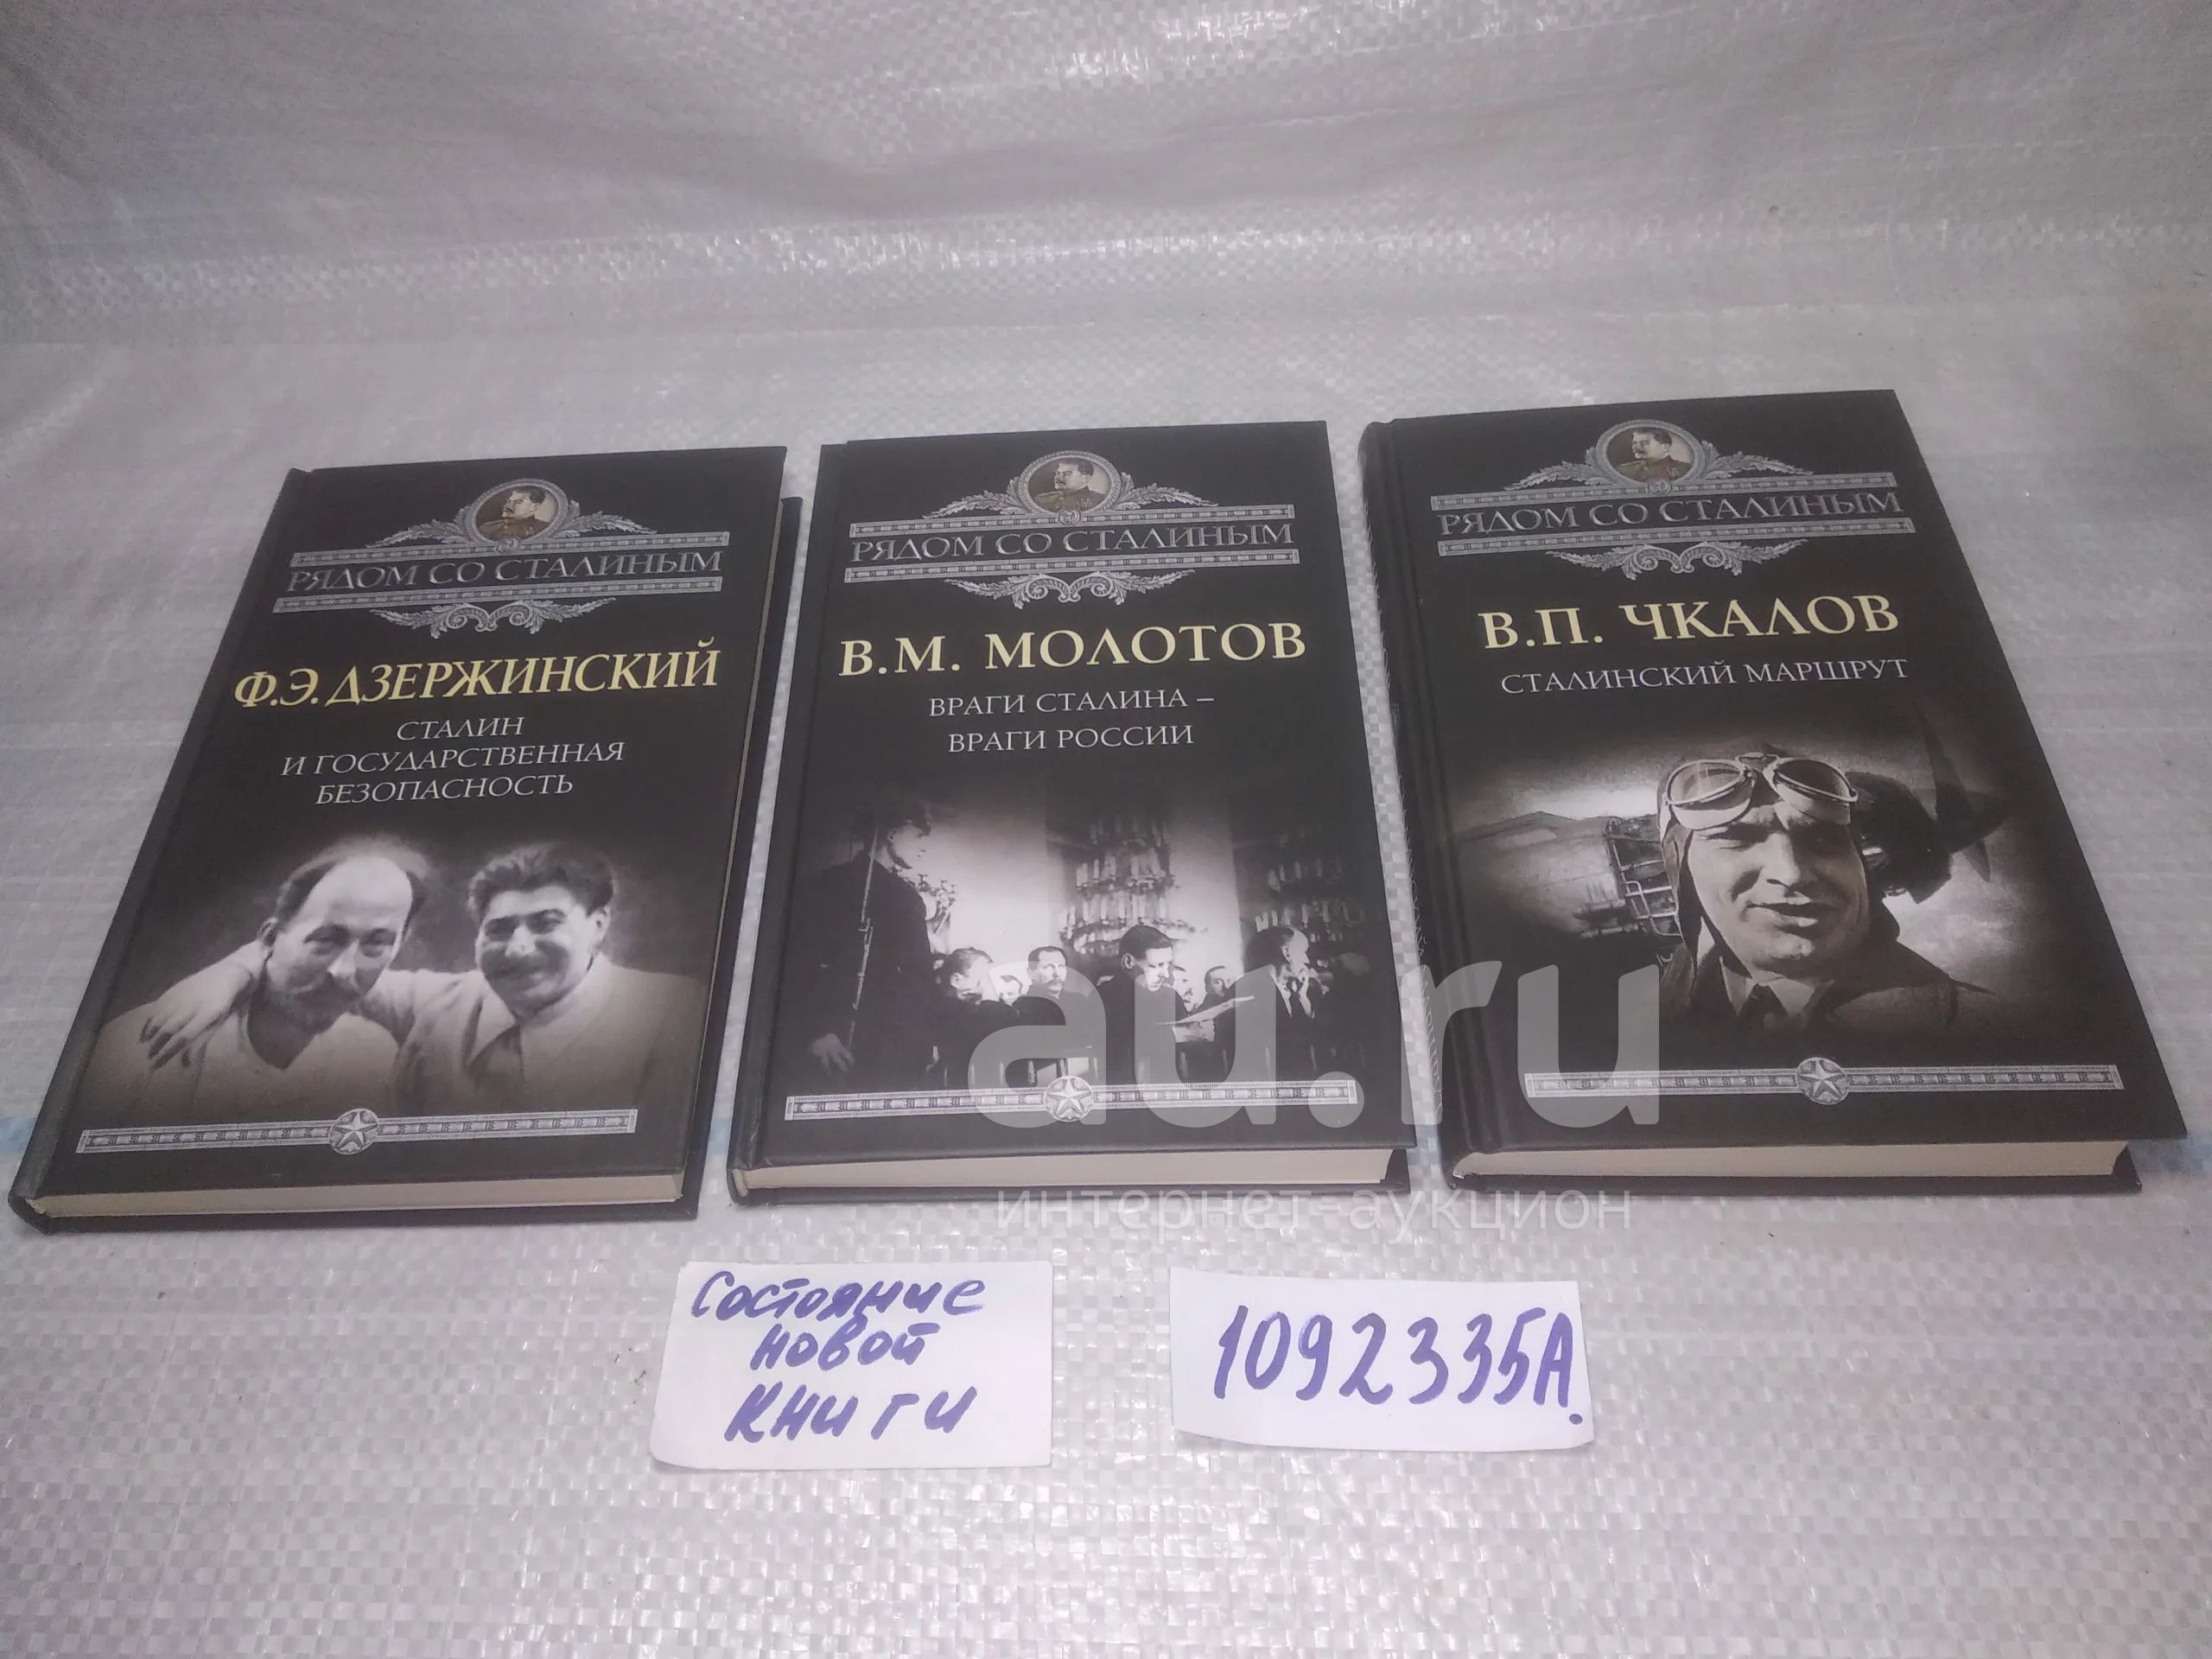 РЯДОМ СО СТАЛИНЫМ
Ф.Э. ДЗЕРЖИНСКИЙ
СТАЛИН
И ГОСУДАРСТВЕННАЯ
БЕЗОПАСНОСТЬ
РЯДОМ СО СТАЛИНЫМ
В.М. МОЛОТОВ
ВРАГИ СТАЛИНА –
ВРАГИ РОССИИ
РЯДОМ СО СТАЛИНЫМ
В.П. ЧКАЛОВ
СТАЛИНСКИЙ МАРШРУТ
au.ru
интернет-аукцион
Состояние
новой
книги
1092335А.